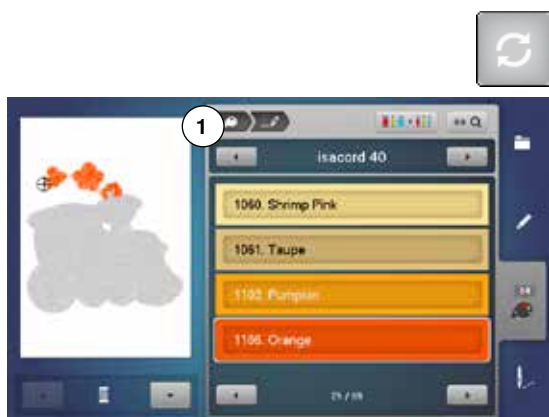 1
isacord 40
1060. Shrimp Pink
1061. Taupe
1102. Pumpkin
1106. Orange